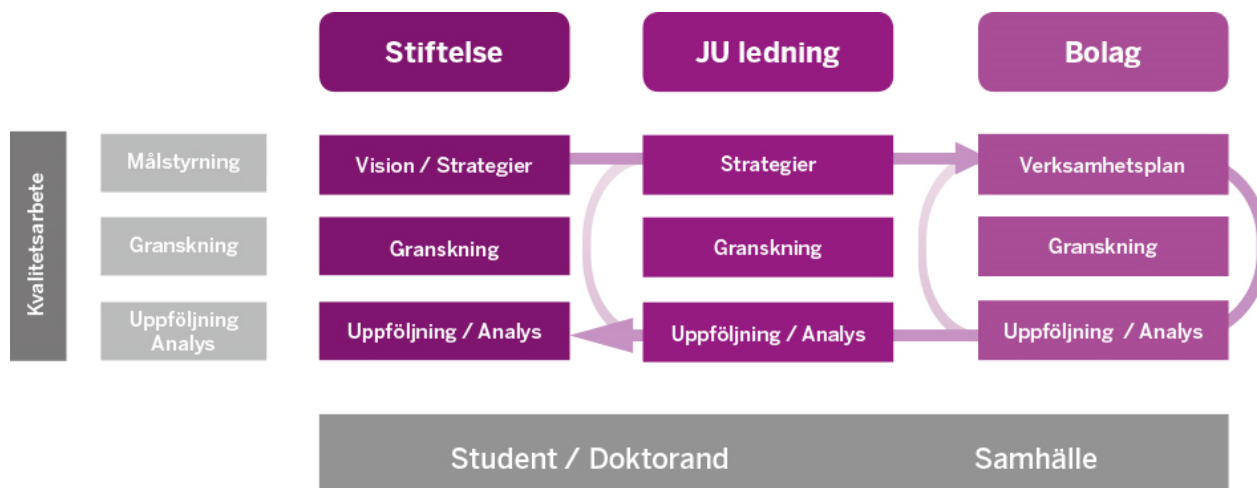 Stiftelse
JU ledning
Bolag
Kvalitetsarbete
Målstyrning
Vision / Strategier
Strategier
Verksamhetsplan
Granskning
Granskning
Granskning
Granskning
Uppföljning
Analys
Uppföljning / Analys
Uppföljning / Analys
Uppföljning / Analys
Student / Doktorand
Samhälle